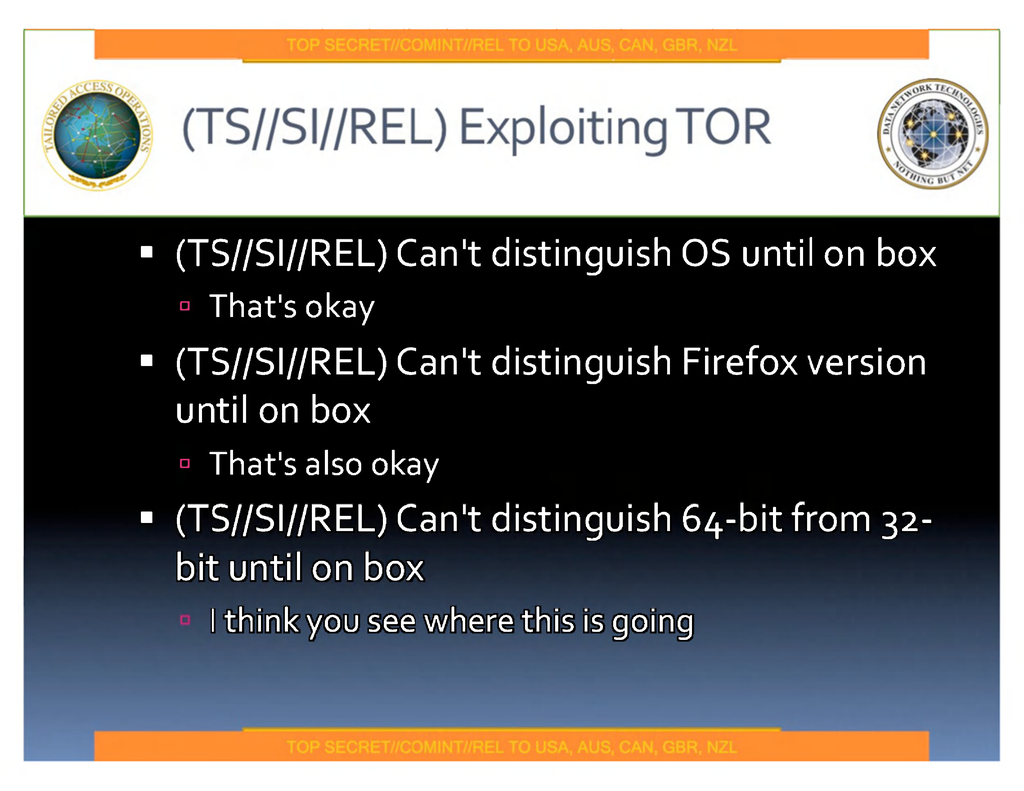 TOP SECRET//COMINT//REL TO USA, AUS, CAN, GBR, NZL
TAILORED ACCESS OPERATIONS
(TS//SI//REL) Exploiting TOR
DATA NETWORK TECHNOLOGIES
NOTHING BUT NET
(TS//SI//REL) Can't distinguish OS until on box
That's okay
(TS//SI//REL) Can't distinguish Firefox version
until on box
That's also okay
(TS//SI//REL) Can't distinguish 64-bit from 32-
bit until on box
I think you see where this is going
TOP SECRET//COMINT//REL TO USA, AUS, CAN, GBR, NZL